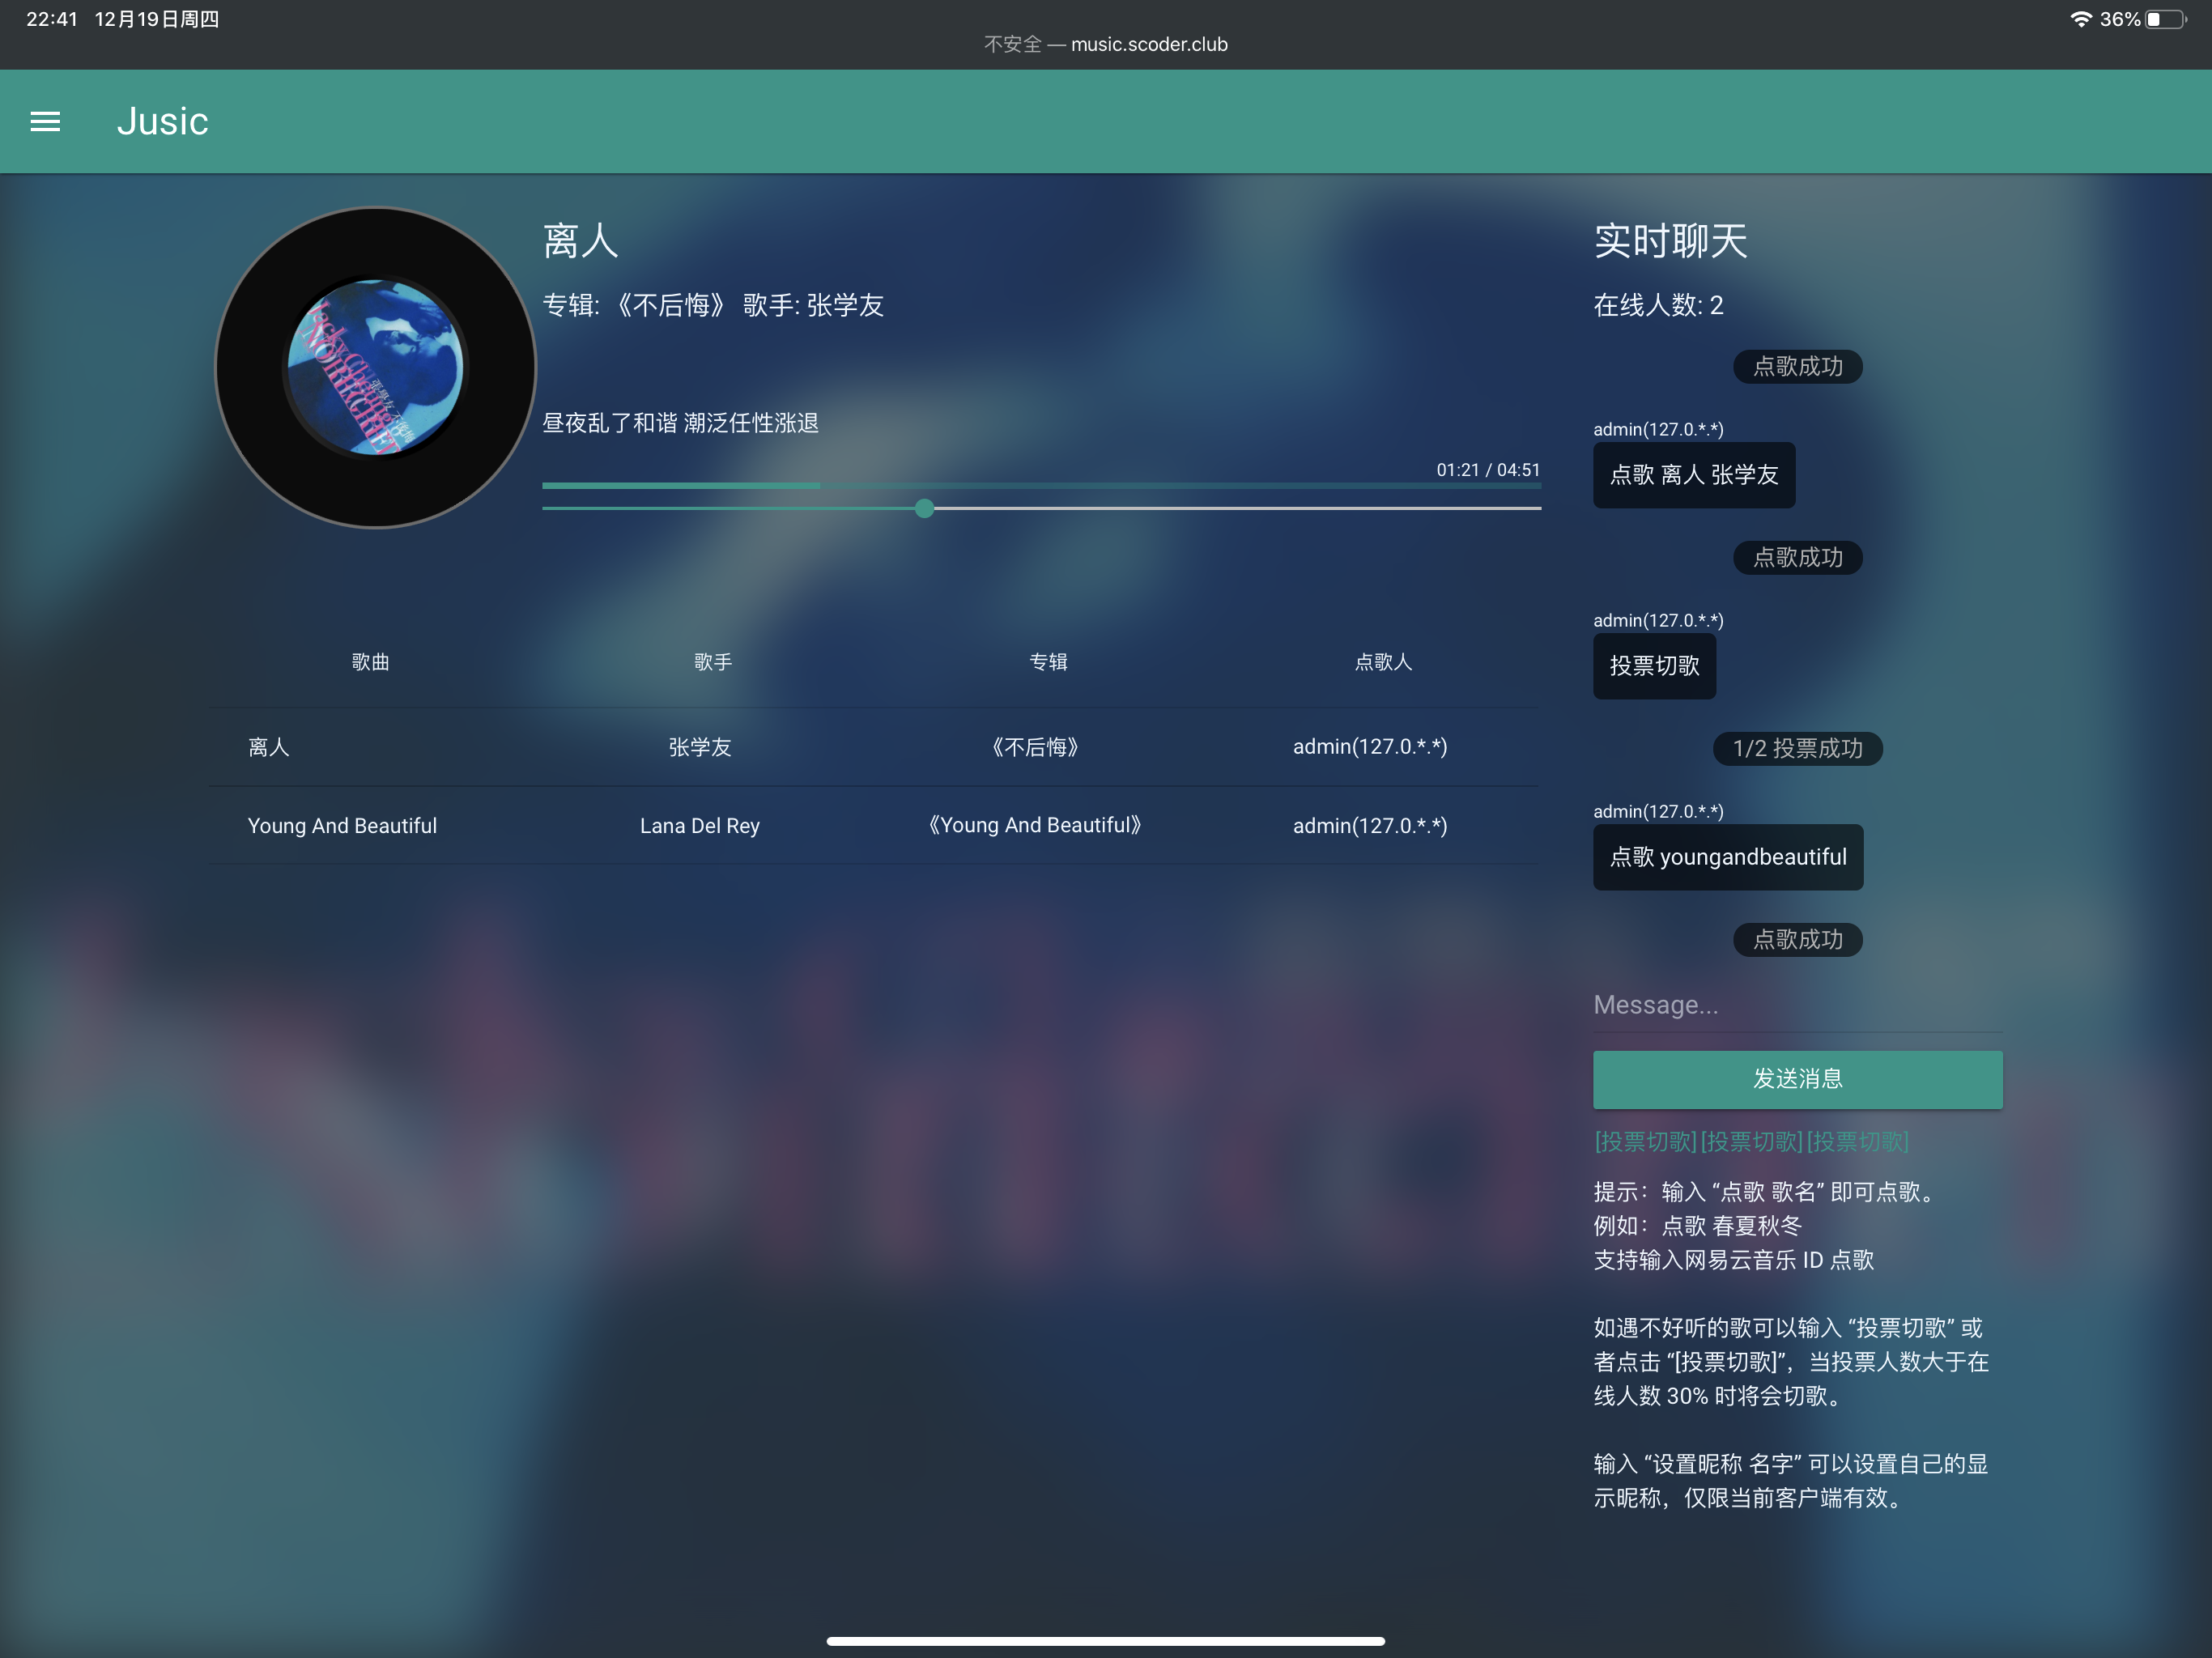 22:41 12月19日周四
36%
不安全 — music.scoder.club
Jusic
离人
专辑: 《不后悔》 歌手: 张学友
昼夜乱了和谐 潮泛任性涨退
01:21 / 04:51
歌曲 歌手 专辑 点歌人
离人 张学友 《不后悔》 admin(127.0.*.*)
Young And Beautiful Lana Del Rey 《Young And Beautiful》 admin(127.0.*.*)
实时聊天
在线人数: 2
点歌成功
admin(127.0.*.*)
点歌 离人 张学友
点歌成功
admin(127.0.*.*)
投票切歌
1/2 投票成功
admin(127.0.*.*)
点歌 youngandbeautiful
点歌成功
Message...
发送消息
[投票切歌][投票切歌][投票切歌]
提示：输入 “点歌 歌名” 即可点歌。
例如：点歌 春夏秋冬
支持输入网易云音乐 ID 点歌
如遇不好听的歌可以输入 “投票切歌” 或
者点击 “[投票切歌]”，当投票人数大于在
线人数 30% 时将会切歌。
输入 “设置昵称 名字” 可以设置自己的显
示昵称，仅限当前客户端有效。